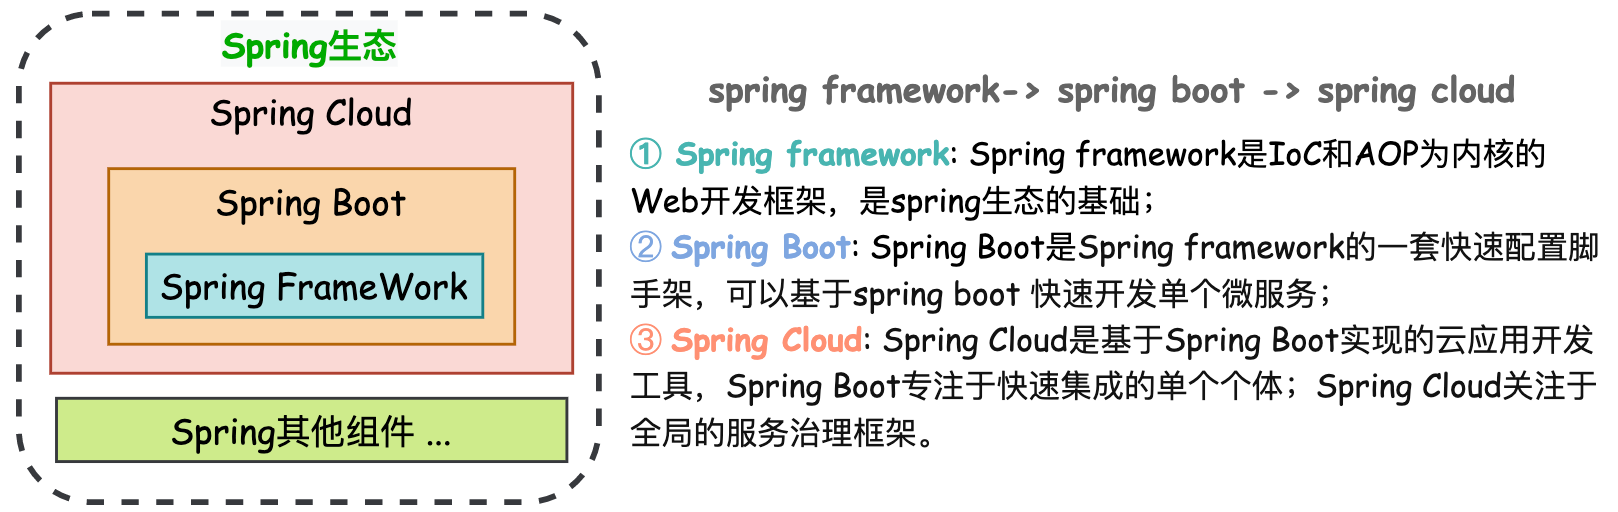 Spring生态
Spring Cloud
Spring Boot
Spring FrameWork
Spring其他组件 ...
spring framework-> spring boot -> spring cloud
① Spring framework: Spring framework是IoC和AOP为内核的
Web开发框架，是spring生态的基础；
② Spring Boot: Spring Boot是Spring framework的一套快速配置脚
手架，可以基于spring boot 快速开发单个微服务；
③ Spring Cloud: Spring Cloud是基于Spring Boot实现的云应用开发
工具，Spring Boot专注于快速集成的单个个体；Spring Cloud关注于
全局的服务治理框架。